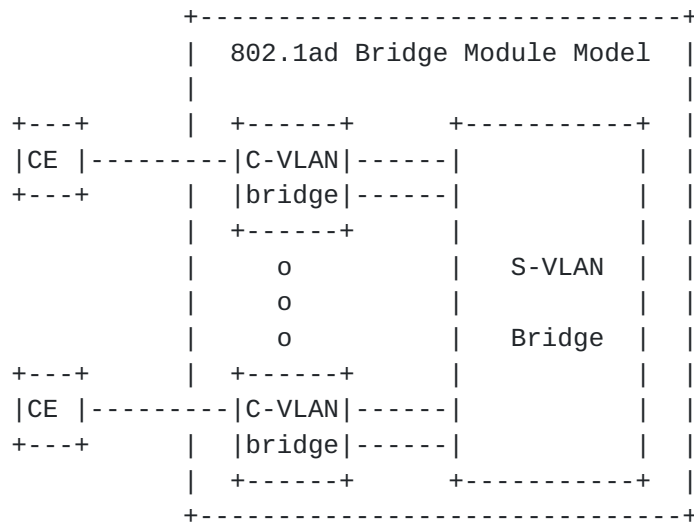 802.1ad Bridge Module Model
CE
C-VLAN
bridge
o
o
o
S-VLAN
Bridge
CE
C-VLAN
bridge